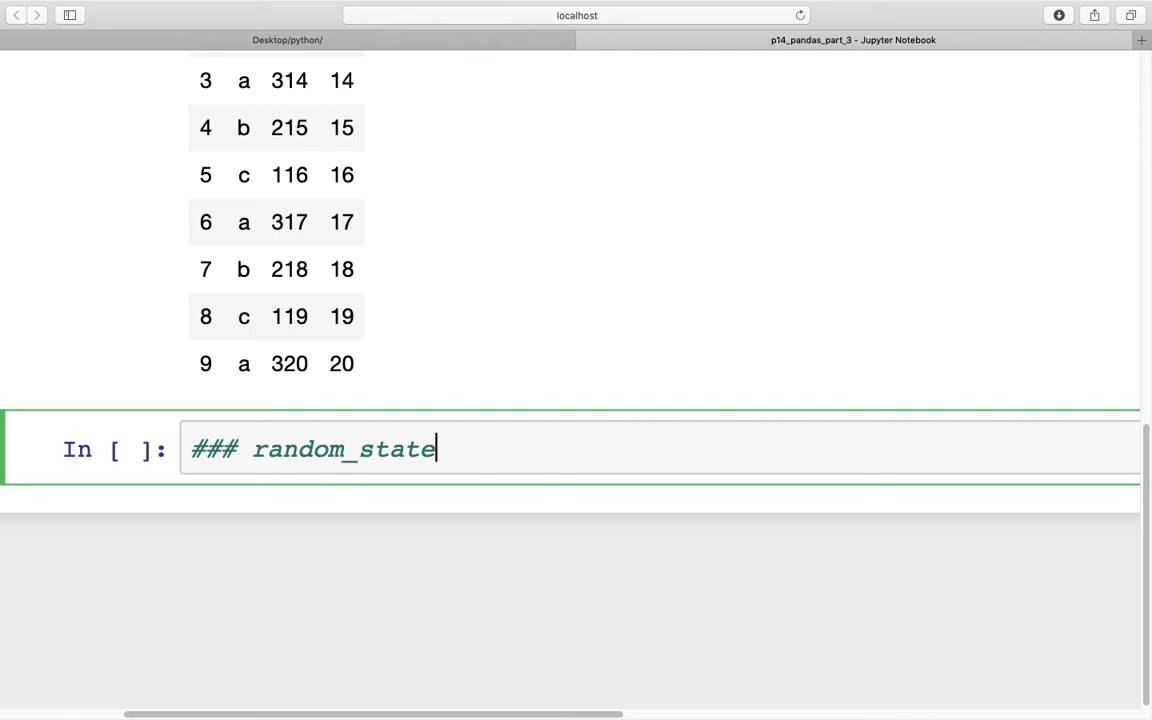 localhost
Desktop/python/
p14_pandas_part_3 - Jupyter Notebook
3 a 314 14
4 b 215 15
5 c 116 16
6 a 317 17
7 b 218 18
8 c 119 19
9 a 320 20
In [ ]: ### random_state